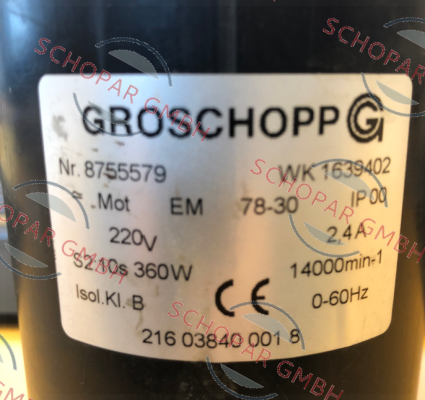 GROSCHOPP
Nr. 8755579 WK 1639402
≈ Mot EM 78-30 IP 00
220V 2.4A
S2.10s 360W 14000min-1
Isol.Kl. B CE 0-60Hz
216 03840 001 8
SCHOPAR GMBH
SCHOPAR GMBH
SCHOPAR GMBH
SCHOPAR GMBH
SCHOPAR GMBH